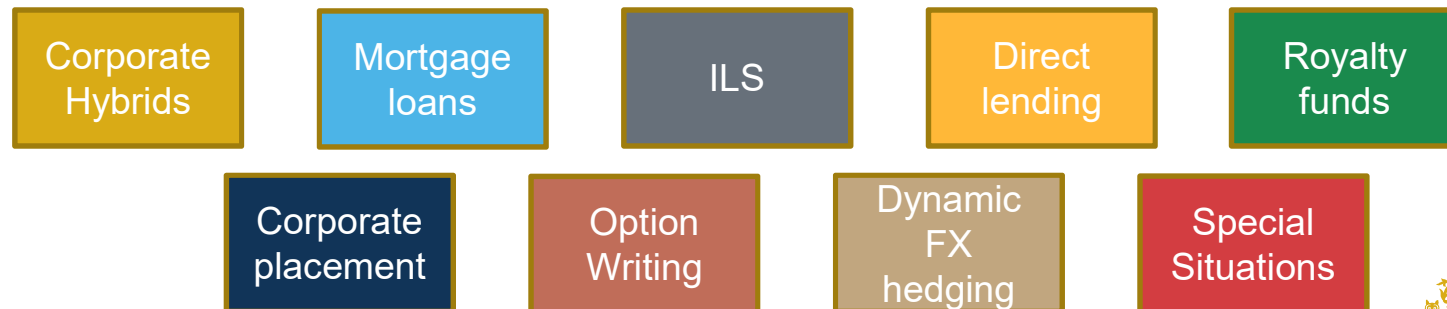 Corporate
Hybrids
Mortgage
loans
ILS
Direct
lending
Royalty
funds
Corporate
placement
Option
Writing
Dynamic
FX
hedging
Special
Situations